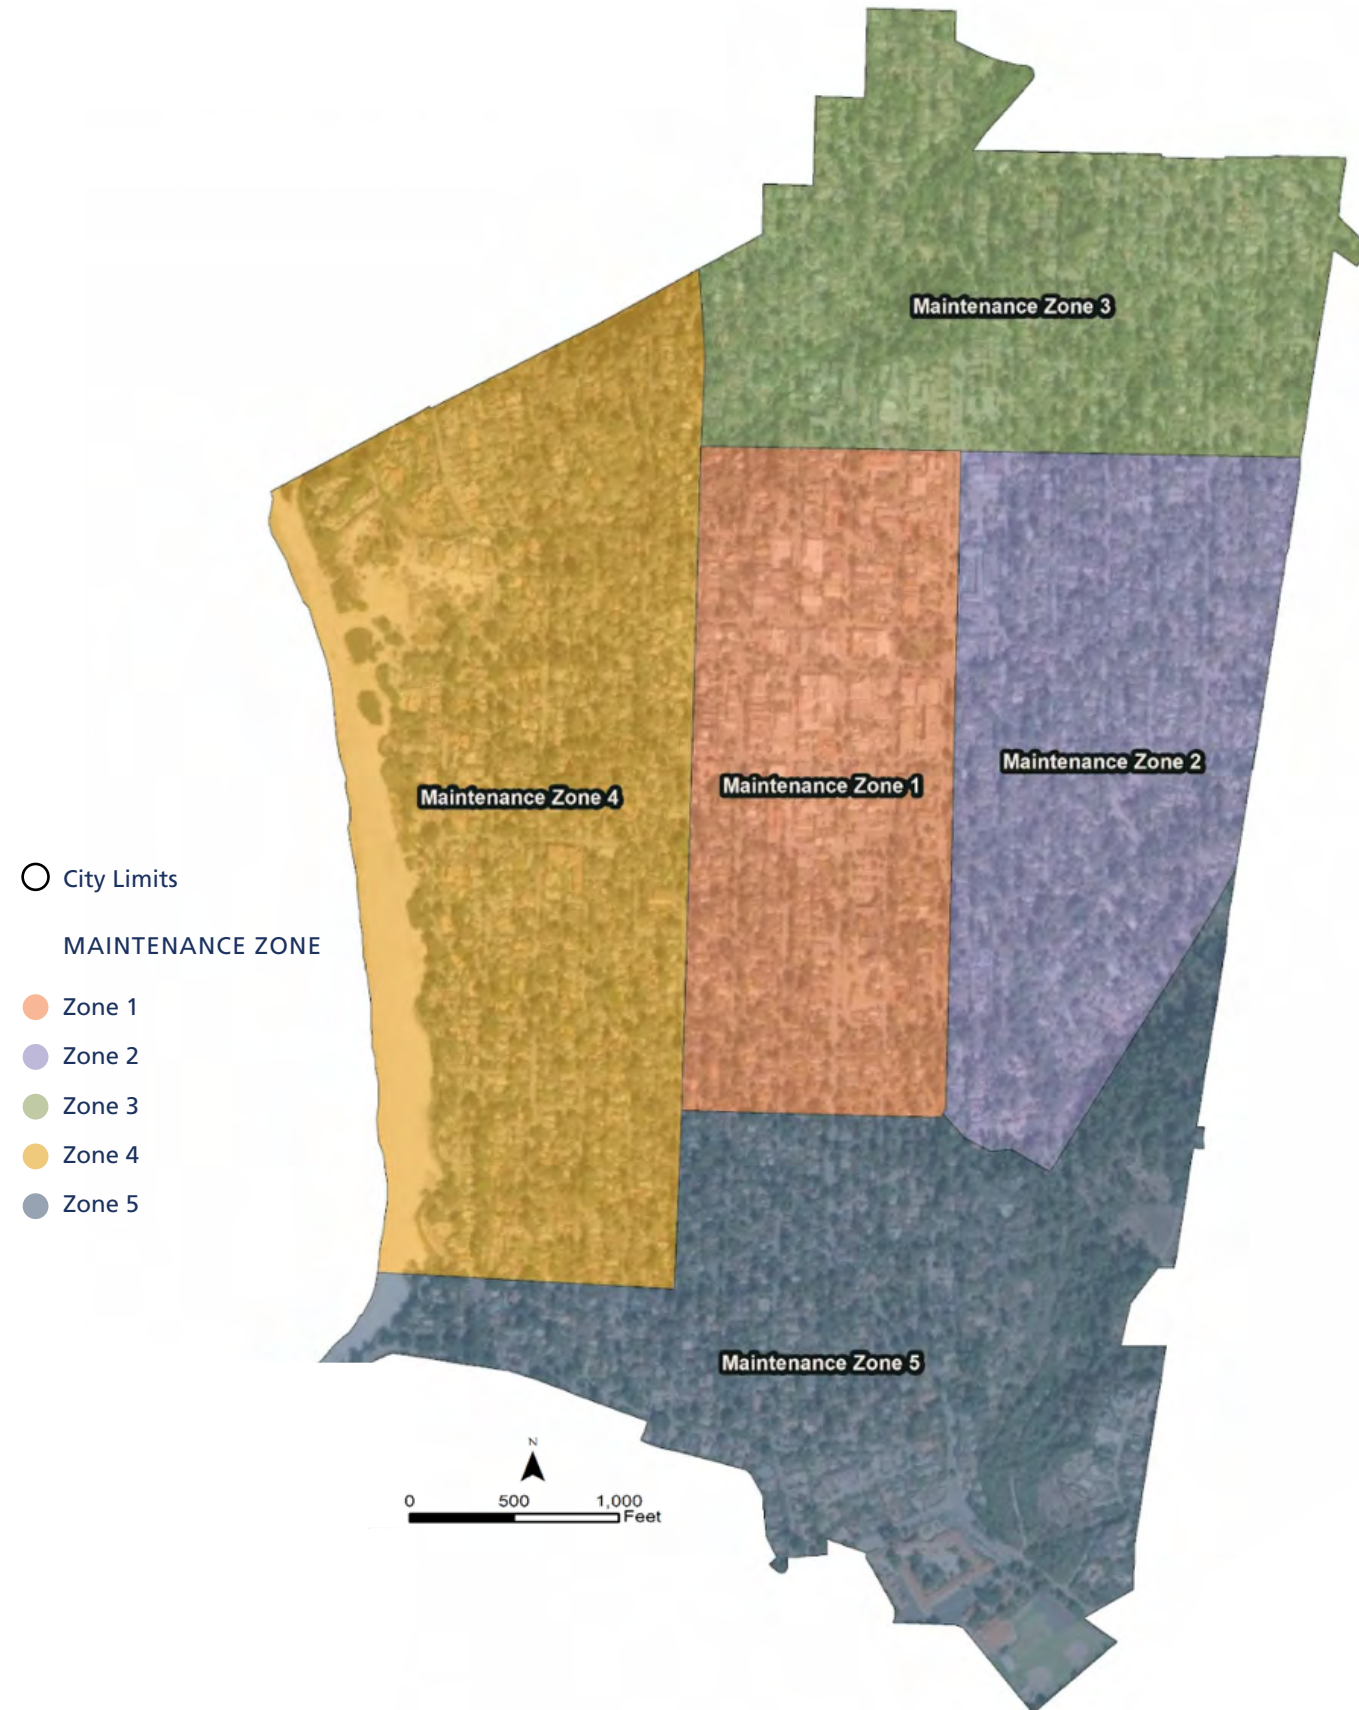 Maintenance Zone 3
Maintenance Zone 2
Maintenance Zone 1
Maintenance Zone 4
City Limits
MAINTENANCE ZONE
Zone 1
Zone 2
Zone 3
Zone 4
Zone 5
Maintenance Zone 5
N
0 500 1,000
Feet